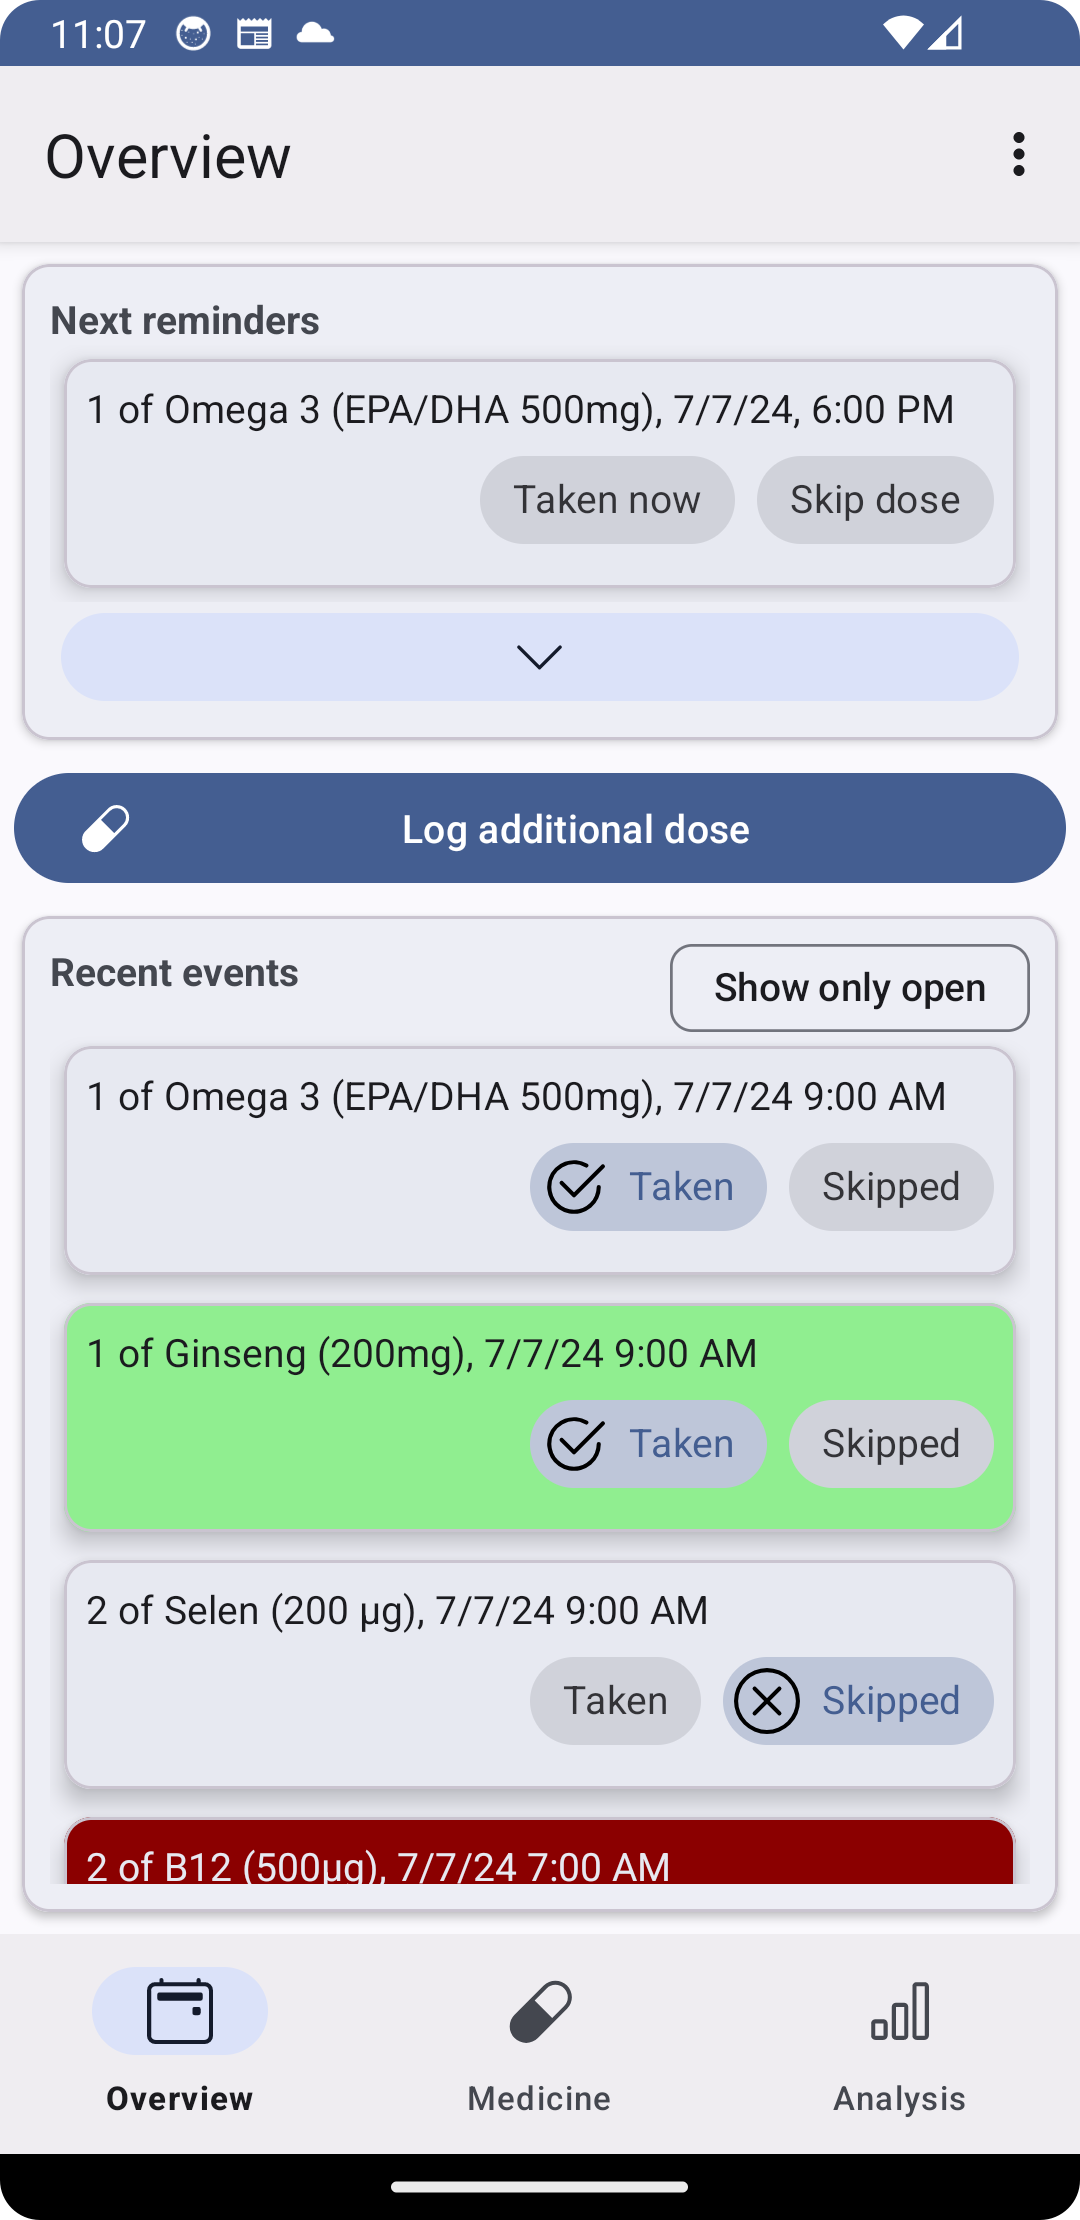 11:07
Overview
Next reminders
1 of Omega 3 (EPA/DHA 500mg), 7/7/24, 6:00 PM
Taken now
Skip dose
Log additional dose
Recent events
Show only open
1 of Omega 3 (EPA/DHA 500mg), 7/7/24 9:00 AM
Taken
Skipped
1 of Ginseng (200mg), 7/7/24 9:00 AM
Taken
Skipped
2 of Selen (200 µg), 7/7/24 9:00 AM
Taken
Skipped
2 of B12 (500µg), 7/7/24 7:00 AM
Overview
Medicine
Analysis